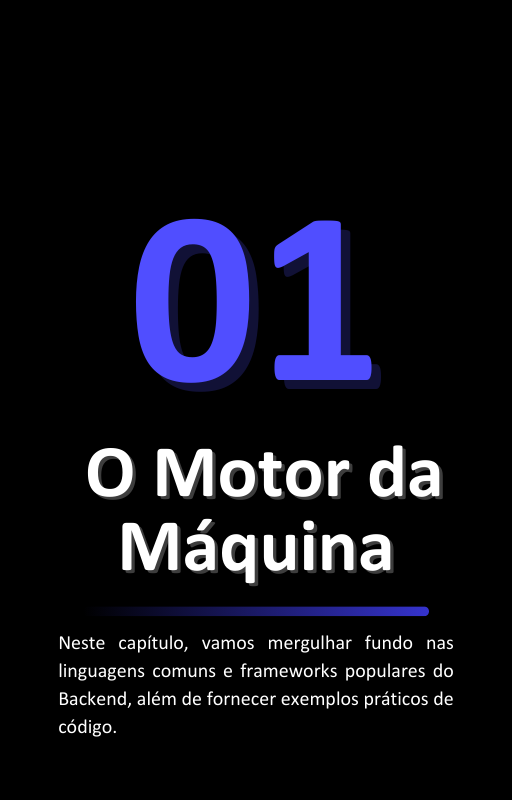 01
O Motor da
Máquina
Neste capítulo, vamos mergulhar fundo nas
linguagens comuns e frameworks populares do
Backend, além de fornecer exemplos práticos de
código.